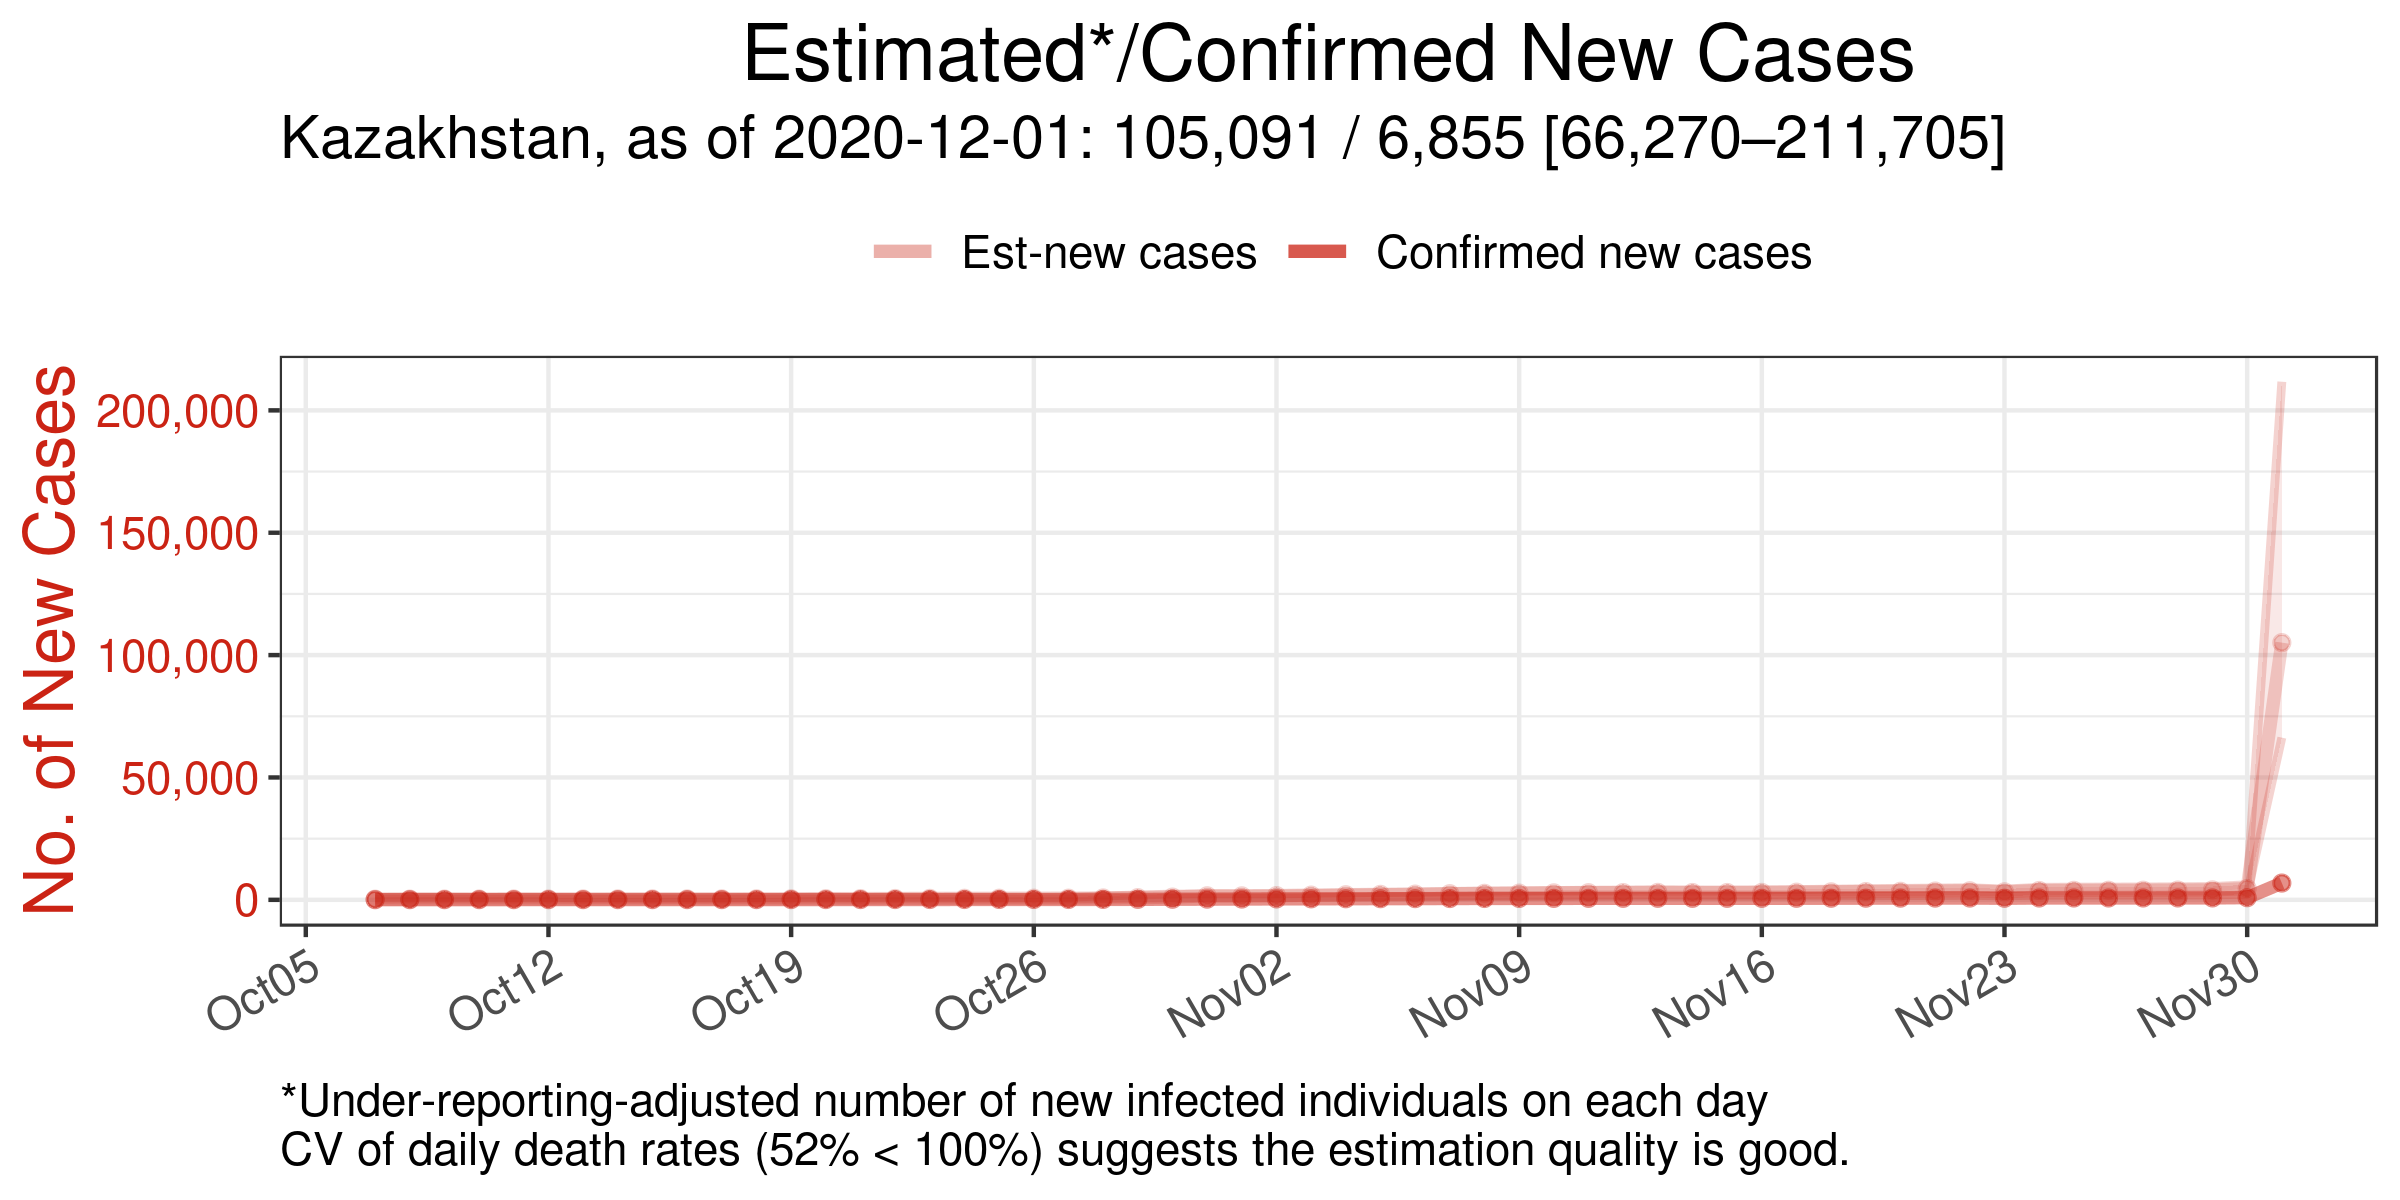 Estimated*/Confirmed New Cases
Kazakhstan, as of 2020-12-01: 105,091 / 6,855 [66,270–211,705]
Est-new cases
Confirmed new cases
No. of New Cases
200,000
150,000
100,000
50,000
0
Oct05
Oct12
Oct19
Oct26
Nov02
Nov09
Nov16
Nov23
Nov30
*Under-reporting-adjusted number of new infected individuals on each day
CV of daily death rates (52% < 100%) suggests the estimation quality is good.